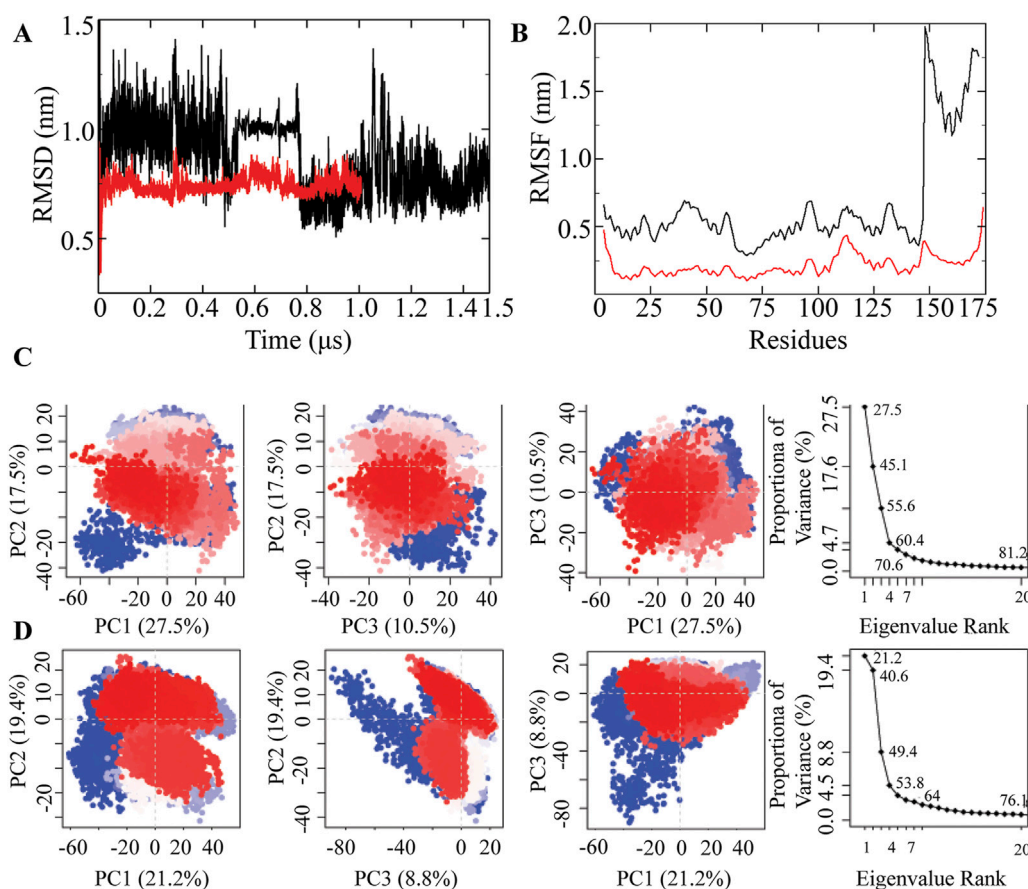 A
RMSD (nm)
1.5
1.0
0.5
0 0.2 0.4 0.6 0.8 1.0 1.2 1.4 1.5
Time (μs)
B
RMSF (nm)
2.0
1.5
1.0
0.5
0 25 50 75 100 125 150 175
Residues
C
PC2 (17.5%)
20
10
0
-20
-40
-60 -20 0 20 40
PC1 (27.5%)
PC2 (17.5%)
20
10
0
-20
-40
-40 -20 0 20 40
PC3 (10.5%)
PC3 (10.5%)
40
20
0
-20
-40
-60 -20 0 20 40
PC1 (27.5%)
Proportiona of
Variance (%)
27.5
17.6
4.7
0.0
27.5
45.1
55.6
60.4
70.6
81.2
1 4 7 20
Eigenvalue Rank
D
PC2 (19.4%)
20
10
0
-20
-60 -20 0 20 40
PC1 (21.2%)
PC2 (19.4%)
20
0
-20
-40
-80 -40 0 20
PC3 (8.8%)
PC3 (8.8%)
20
0
-20
-40
-80
-60 -20 0 20 40
PC1 (21.2%)
Proportiona of
Variance (%)
19.4
8.8
4.5
0.0
21.2
40.6
49.4
53.8
64
76.1
1 4 7 20
Eigenvalue Rank